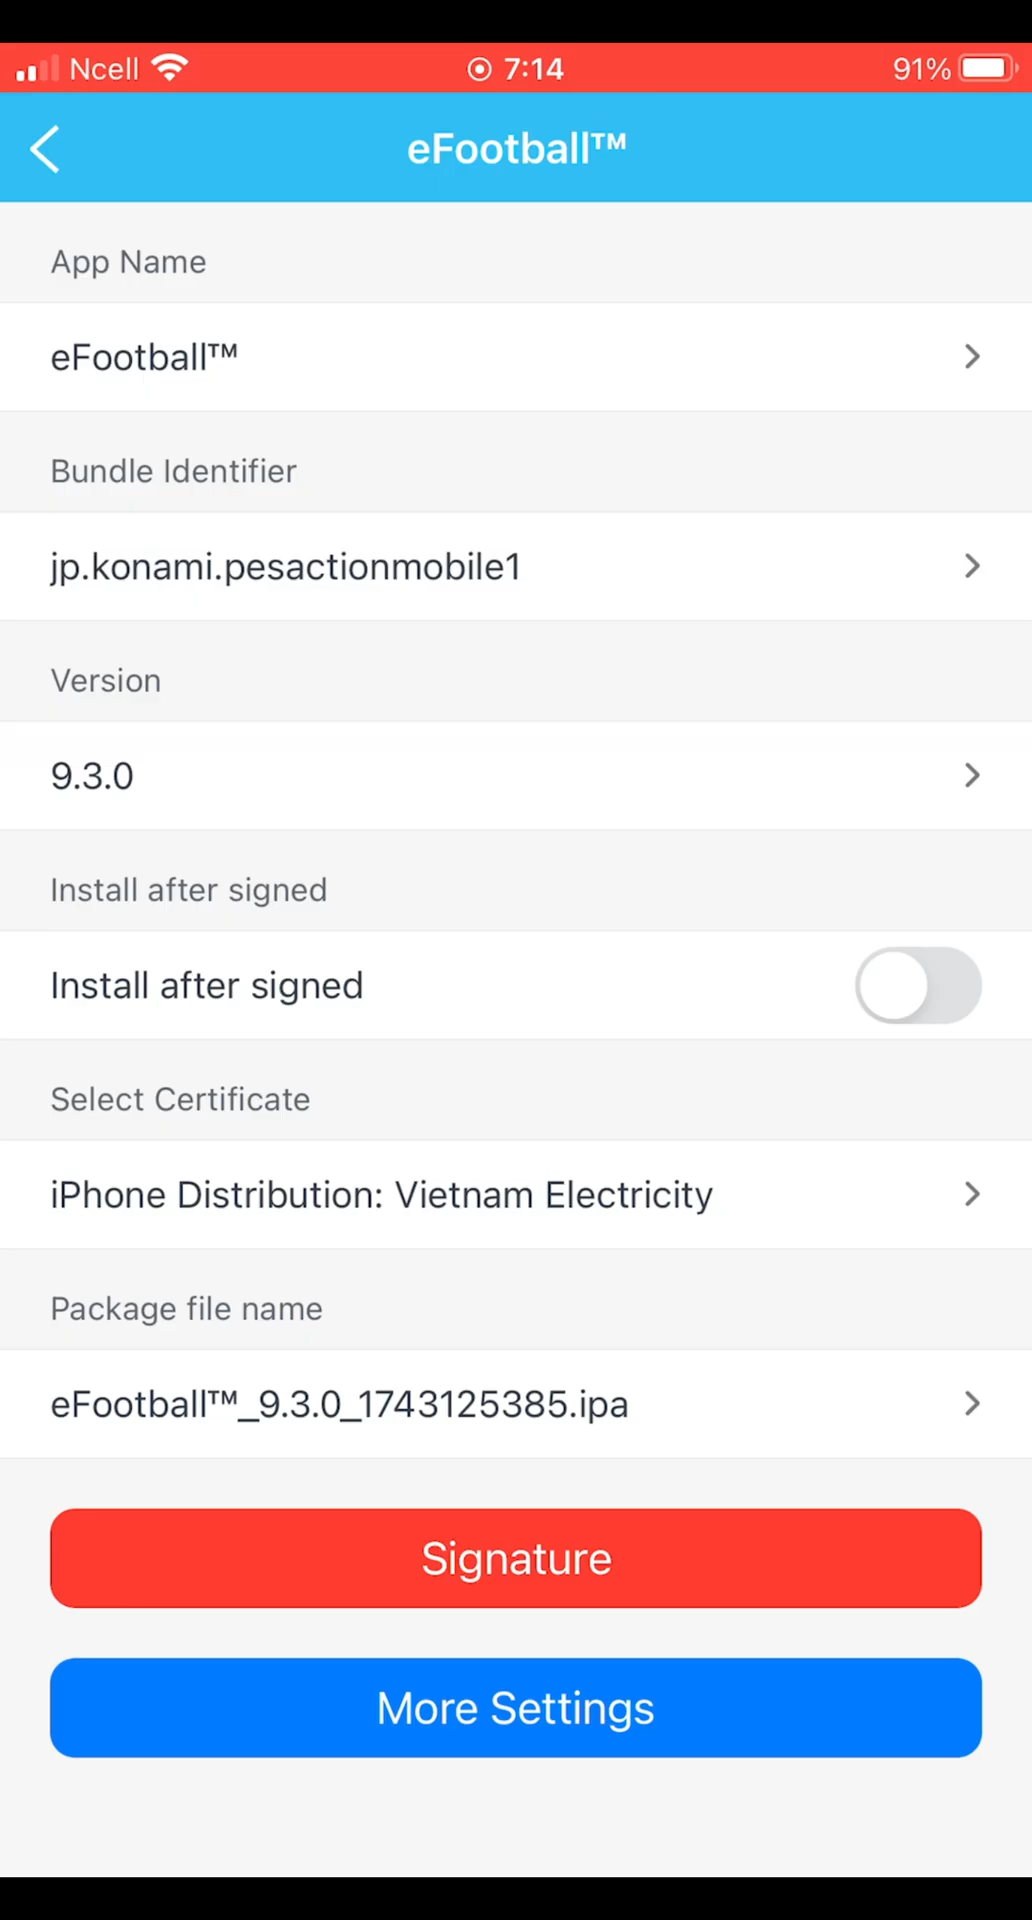 Ncell 7:14 91%
eFootball™
App Name
eFootball™
Bundle Identifier
jp.konami.pesactionmobile1
Version
9.3.0
Install after signed
Install after signed
Select Certificate
iPhone Distribution: Vietnam Electricity
Package file name
eFootball™_9.3.0_1743125385.ipa
Signature
More Settings